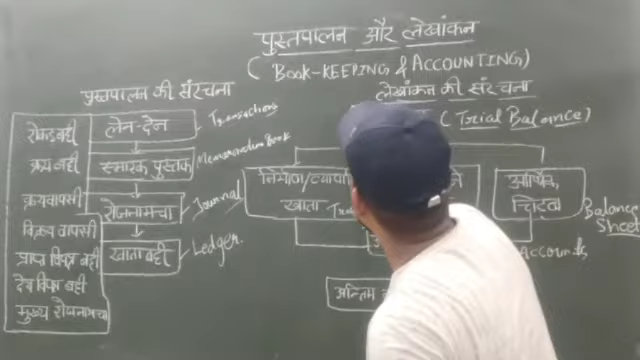 पुस्तपालन और लेखांकन
( BOOK-KEEPING & ACCOUNTING)
पुस्तपालन की संरचना
लेखांकन की संरचना
रोकड़ बही
क्रय बही
क्रय वापसी
विक्रय वापसी
प्राप्य विपत्र बही
देय विपत्र बही
मुख्य रोजनामचा
लेन-देन
Transactions
स्मारक पुस्तक
Memorandum Book
रोजनामचा
Journal
खाता बही
Ledger
( Trial Balance)
निर्माण/व्यापा
खाता
आर्थिक
चिट्ठा
Balance
Sheet
Accounts
अन्तिम